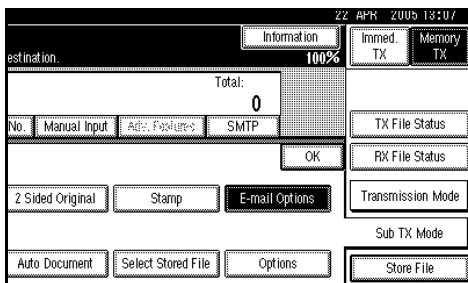 22 APR 2005 13:07
Information
Immed. TX
Memory TX
estination.
100%
Total:
0
No.
Manual Input
Adv. Features
SMTP
TX File Status
OK
RX File Status
2 Sided Original
Stamp
E-mail Options
Transmission Mode
Sub TX Mode
Auto Document
Select Stored File
Options
Store File